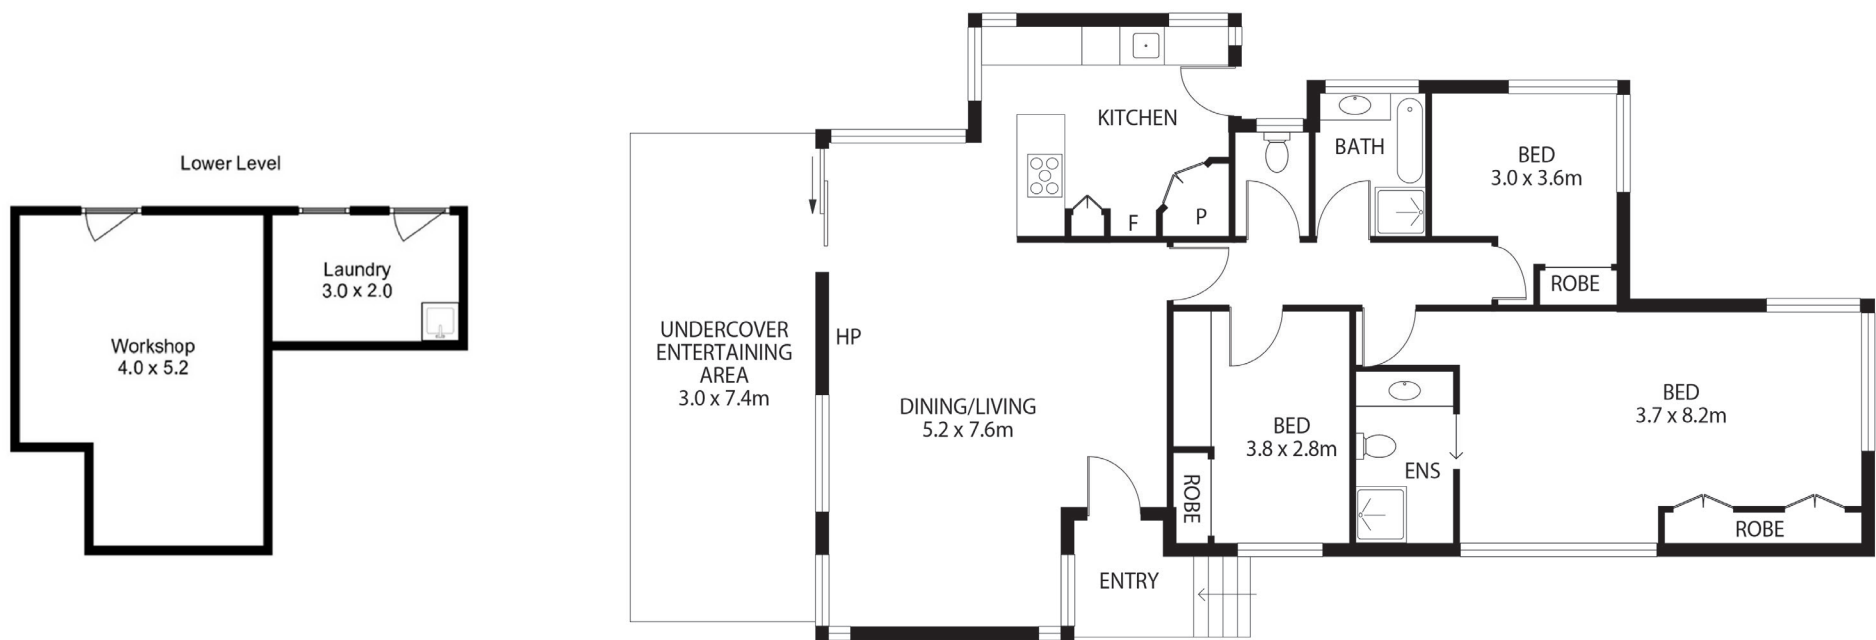 Lower Level
Workshop
4.0 x 5.2
Laundry
3.0 x 2.0
UNDERCOVER
ENTERTAINING
AREA
3.0 x 7.4m
HP
DINING/LIVING
5.2 x 7.6m
KITCHEN
F
P
BATH
BED
3.0 x 3.6m
ROBE
BED
3.8 x 2.8m
ROBE
ENS
BED
3.7 x 8.2m
ROBE
ENTRY